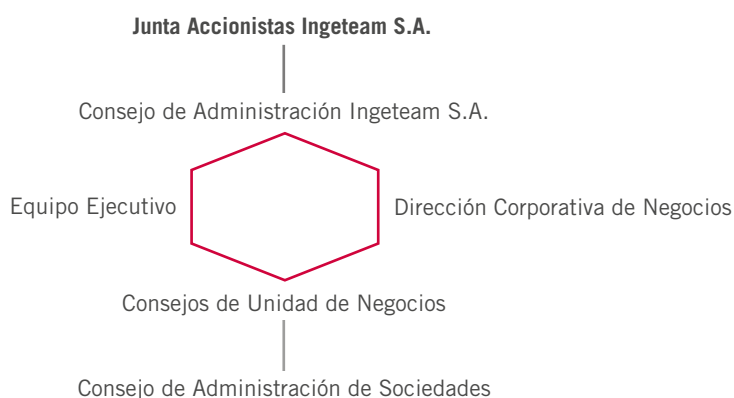 Junta Accionistas Ingeteam S.A.
Consejo de Administración Ingeteam S.A.
Equipo Ejecutivo
Dirección Corporativa de Negocios
Consejos de Unidad de Negocios
Consejo de Administración de Sociedades